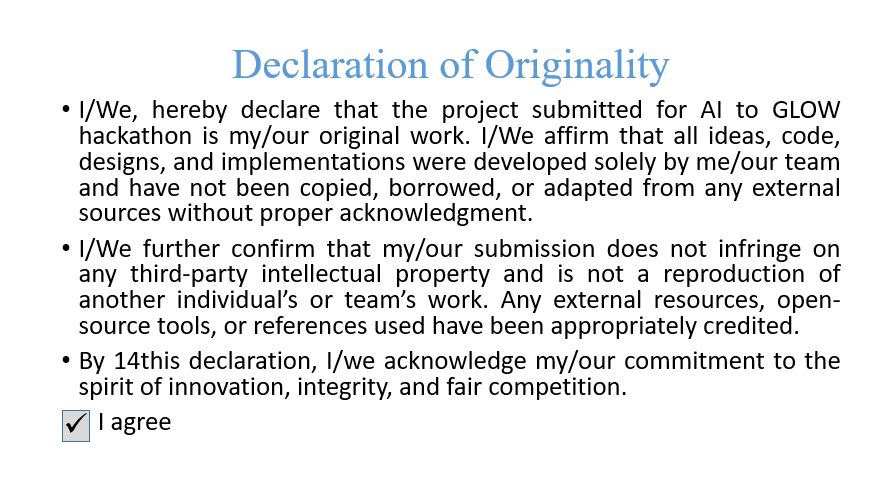 Declaration of Originality
• I/We, hereby declare that the project submitted for AI to GLOW
hackathon is my/our original work. I/We affirm that all ideas, code,
designs, and implementations were developed solely by me/our team
and have not been copied, borrowed, or adapted from any external
sources without proper acknowledgment.
• I/We further confirm that my/our submission does not infringe on
any third-party intellectual property and is not a reproduction of
another individual’s or team’s work. Any external resources, open-
source tools, or references used have been appropriately credited.
• By 14this declaration, I/we acknowledge my/our commitment to the
spirit of innovation, integrity, and fair competition.
✓ I agree